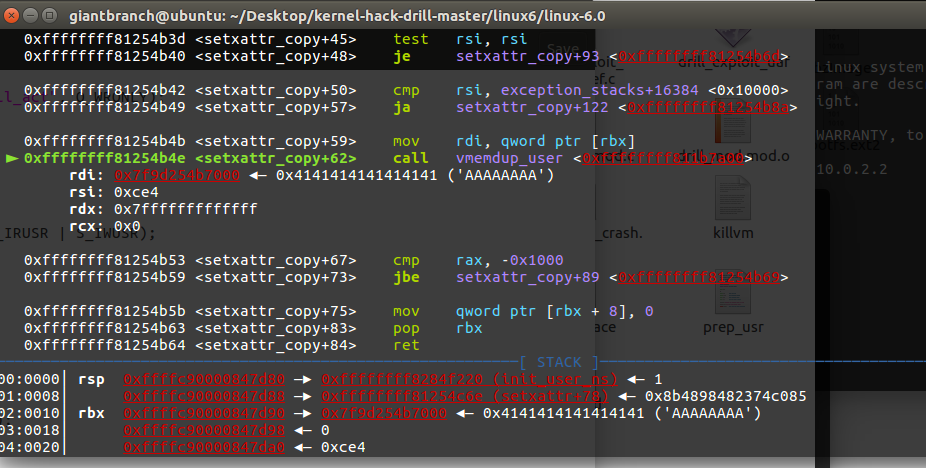 giantbranch@ubuntu: ~/Desktop/kernel-hack-drill-master/linux6/linux-6.0
0xffffffff81254b3d <setxattr_copy+45> test rsi, rsi
0xffffffff81254b40 <setxattr_copy+48> je setxattr_copy+93 <0xffffffff81254b6d>
0xffffffff81254b42 <setxattr_copy+50> cmp rsi, exception_stacks+16384 <0x10000>
0xffffffff81254b49 <setxattr_copy+57> ja setxattr_copy+122 <0xffffffff81254b8a>
0xffffffff81254b4b <setxattr_copy+59> mov rdi, qword ptr [rbx]
► 0xffffffff81254b4e <setxattr_copy+62> call vmemdup_user
rdi: 0x7f9d254b7000 ◂— 0x4141414141414141 ('AAAAAAAA')
rsi: 0xce4
rdx: 0x7fffffffffffff
rcx: 0x0
_IRUSR | S_IWUSR);
0xffffffff81254b53 <setxattr_copy+67> cmp rax, -0x1000
0xffffffff81254b59 <setxattr_copy+73> jbe setxattr_copy+89 <0xffffffff81254b69>
0xffffffff81254b5b <setxattr_copy+75> mov qword ptr [rbx + 8], 0
0xffffffff81254b63 <setxattr_copy+83> pop rbx
0xffffffff81254b64 <setxattr_copy+84> ret
[ STACK ]
00:0000│ rsp 0xffffc90000847d80 —▸ 0xffffffff8284f220 (init_user_ns) ◂— 1
01:0008│ 0xffffc90000847d88 —▸ 0xffffffff81254c6e (setxattr+78) ◂— 0x8b4898482374c085
02:0010│ rbx 0xffffc90000847d90 —▸ 0x7f9d254b7000 ◂— 0x4141414141414141 ('AAAAAAAA')
03:0018│ 0xffffc90000847d98 ◂— 0
04:0020│ 0xffffc90000847da0 ◂— 0xce4
Save
drill_mod.mod.o
_crash.
killvm
ace
prep_usr
Linux system
ram are desc
ight.
WARRANTY, to
10.0.2.2